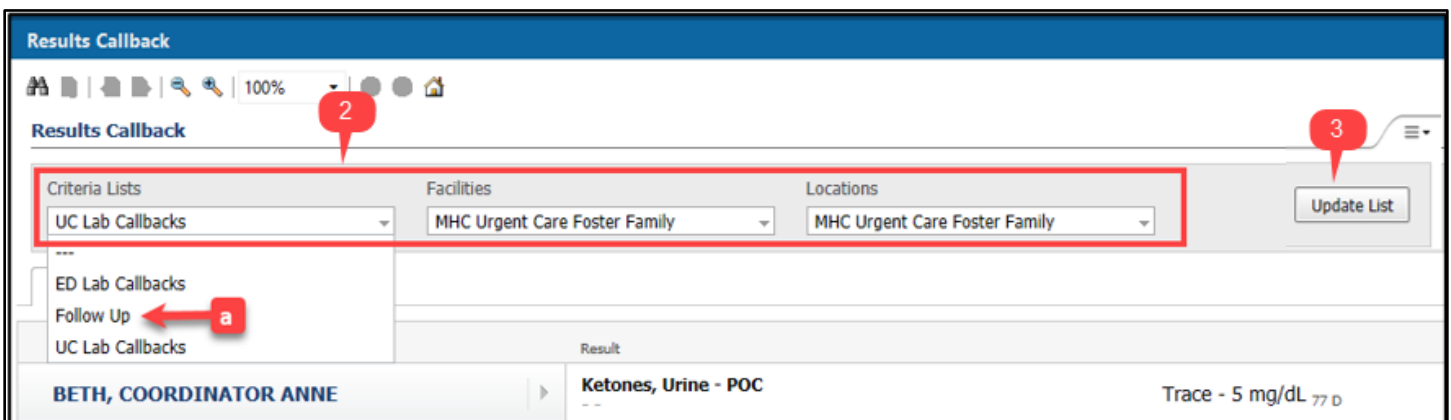 Results Callback
100%
2
Results Callback
3
Criteria Lists Facilities Locations
UC Lab Callbacks MHC Urgent Care Foster Family MHC Urgent Care Foster Family Update List
---
ED Lab Callbacks
Follow Up a
UC Lab Callbacks Result
BETH, COORDINATOR ANNE Ketones, Urine - POC Trace - 5 mg/dL 77 D
- -